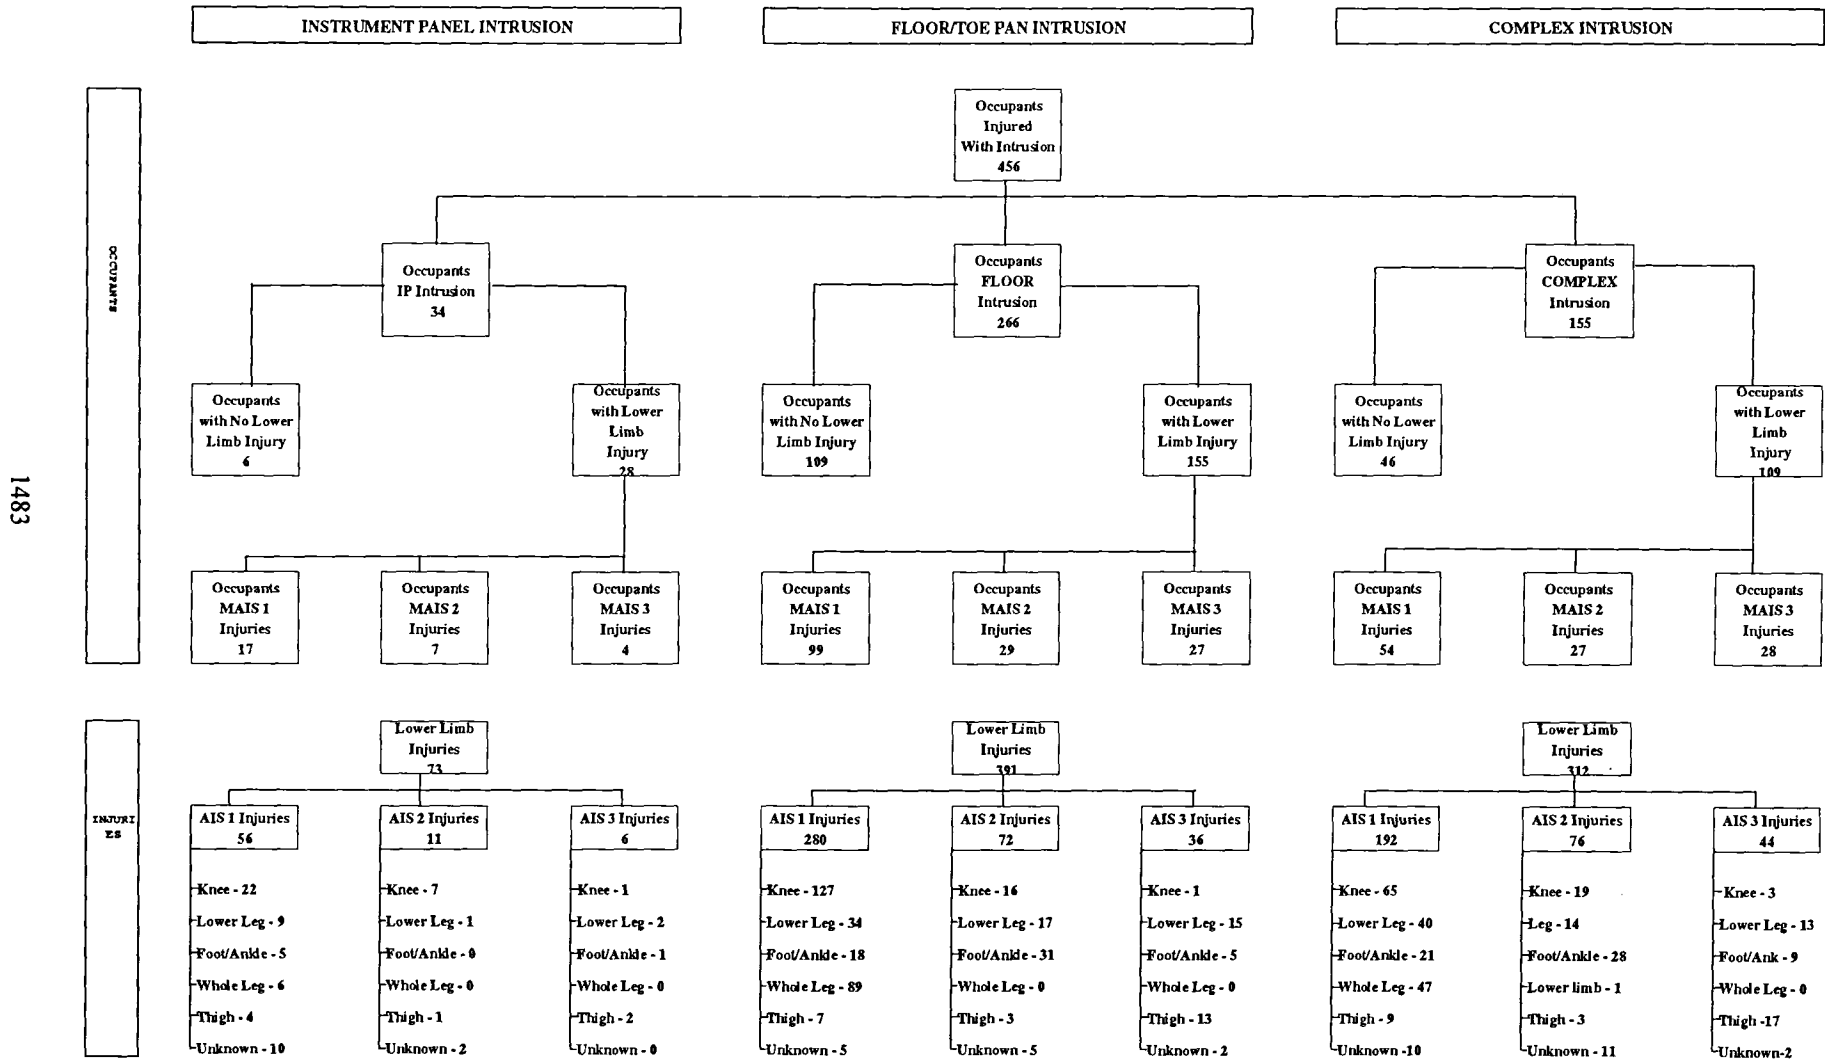 INSTRUMENT PANEL INTRUSION
FLOOR/TOE PAN INTRUSION
COMPLEX INTRUSION
OCCUPANTS
Occupants
Injured
With Intrusion
456
Occupants
IP Intrusion
34
Occupants
FLOOR
Intrusion
266
Occupants
COMPLEX
Intrusion
155
Occupants
with No Lower
Limb Injury
6
Occupants
with Lower
Limb
Injury
28
Occupants
with No Lower
Limb Injury
109
Occupants
with Lower
Limb Injury
155
Occupants
with No Lower
Limb Injury
46
Occupants
with Lower
Limb
Injury
109
1483
Occupants
MAIS 1
Injuries
17
Occupants
MAIS 2
Injuries
7
Occupants
MAIS 3
Injuries
4
Occupants
MAIS 1
Injuries
99
Occupants
MAIS 2
Injuries
29
Occupants
MAIS 3
Injuries
27
Occupants
MAIS 1
Injuries
54
Occupants
MAIS 2
Injuries
27
Occupants
MAIS 3
Injuries
28
INJURI
ES
Lower Limb
Injuries
73
Lower Limb
Injuries
391
Lower Limb
Injuries
312
AIS 1 Injuries
56
Knee - 22
Lower Leg - 9
Foot/Ankle - 5
Whole Leg - 6
Thigh - 4
Unknown - 10
AIS 2 Injuries
11
Knee - 7
Lower Leg - 1
Foot/Ankle - 0
Whole Leg - 0
Thigh - 1
Unknown - 2
AIS 3 Injuries
6
Knee - 1
Lower Leg - 2
Foot/Ankle - 1
Whole Leg - 0
Thigh - 2
Unknown - 0
AIS 1 Injuries
280
Knee - 127
Lower Leg - 34
Foot/Ankle - 18
Whole Leg - 89
Thigh - 7
Unknown - 5
AIS 2 Injuries
72
Knee - 16
Lower Leg - 17
Foot/Ankle - 31
Whole Leg - 0
Thigh - 3
Unknown - 5
AIS 3 Injuries
36
Knee - 1
Lower Leg - 15
Foot/Ankle - 5
Whole Leg - 0
Thigh - 13
Unknown - 2
AIS 1 Injuries
192
Knee - 65
Lower Leg - 40
Foot/Ankle - 21
Whole Leg - 47
Thigh - 9
Unknown -10
AIS 2 Injuries
76
Knee - 19
Leg - 14
Foot/Ankle - 28
Lower limb - 1
Thigh - 3
Unknown - 11
AIS 3 Injuries
44
Knee - 3
Lower Leg - 13
Foot/Ank - 9
Whole Leg - 0
Thigh -17
Unknown-2